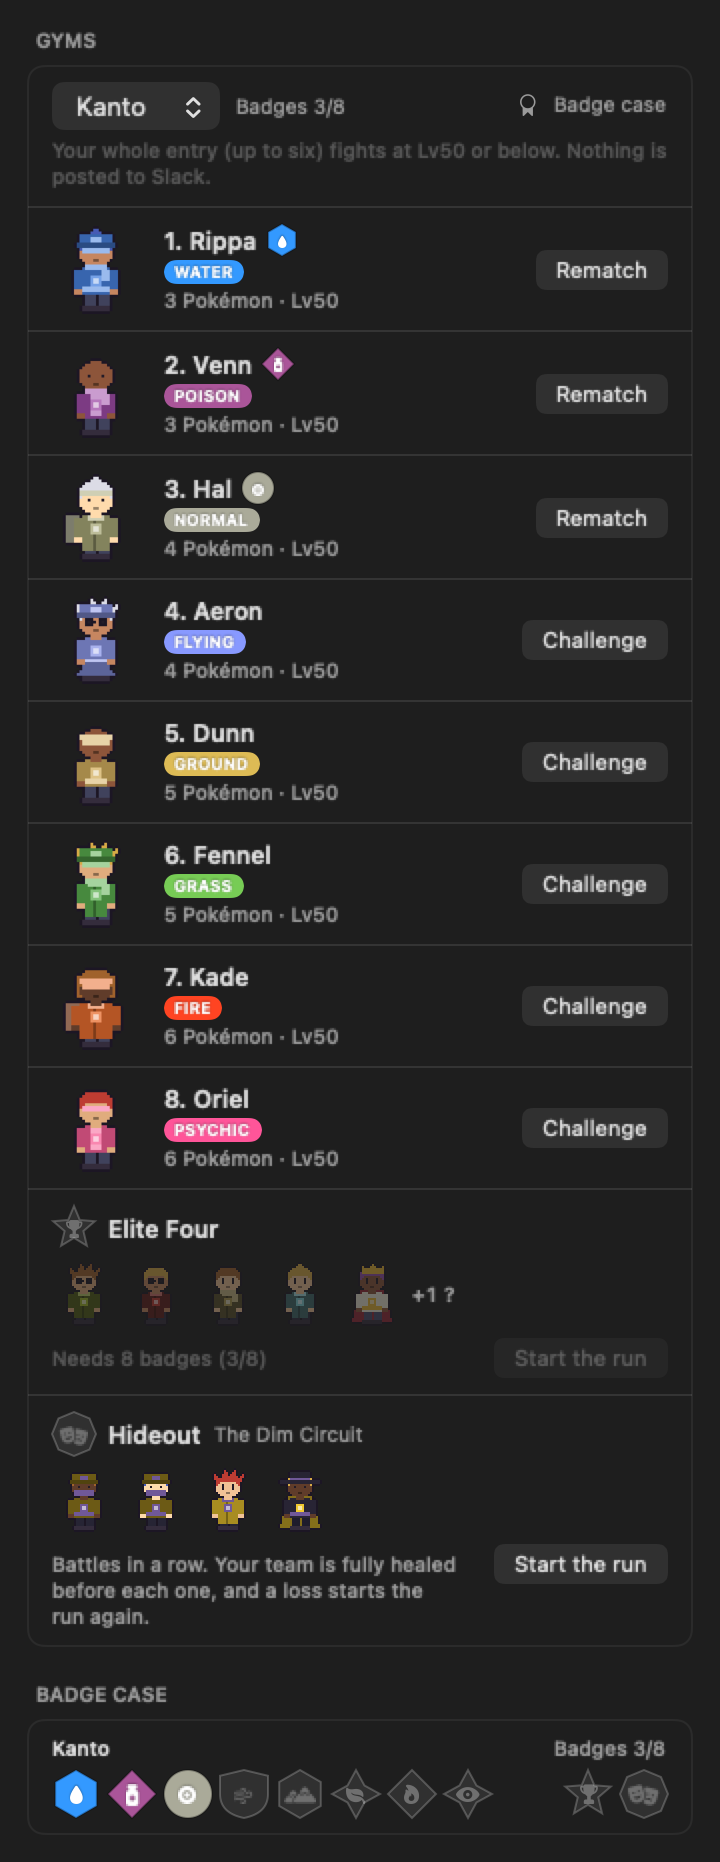 GYMS
Kanto
Badges 3/8
Badge case
Your whole entry (up to six) fights at Lv50 or below. Nothing is
posted to Slack.
1. Rippa
WATER
3 Pokémon · Lv50
Rematch
2. Venn
POISON
3 Pokémon · Lv50
Rematch
3. Hal
NORMAL
4 Pokémon · Lv50
Rematch
4. Aeron
FLYING
4 Pokémon · Lv50
Challenge
5. Dunn
GROUND
5 Pokémon · Lv50
Challenge
6. Fennel
GRASS
5 Pokémon · Lv50
Challenge
7. Kade
FIRE
6 Pokémon · Lv50
Challenge
8. Oriel
PSYCHIC
6 Pokémon · Lv50
Challenge
Elite Four
+1 ?
Needs 8 badges (3/8)
Start the run
Hideout The Dim Circuit
Battles in a row. Your team is fully healed
before each one, and a loss starts the
run again.
Start the run
BADGE CASE
Kanto
Badges 3/8